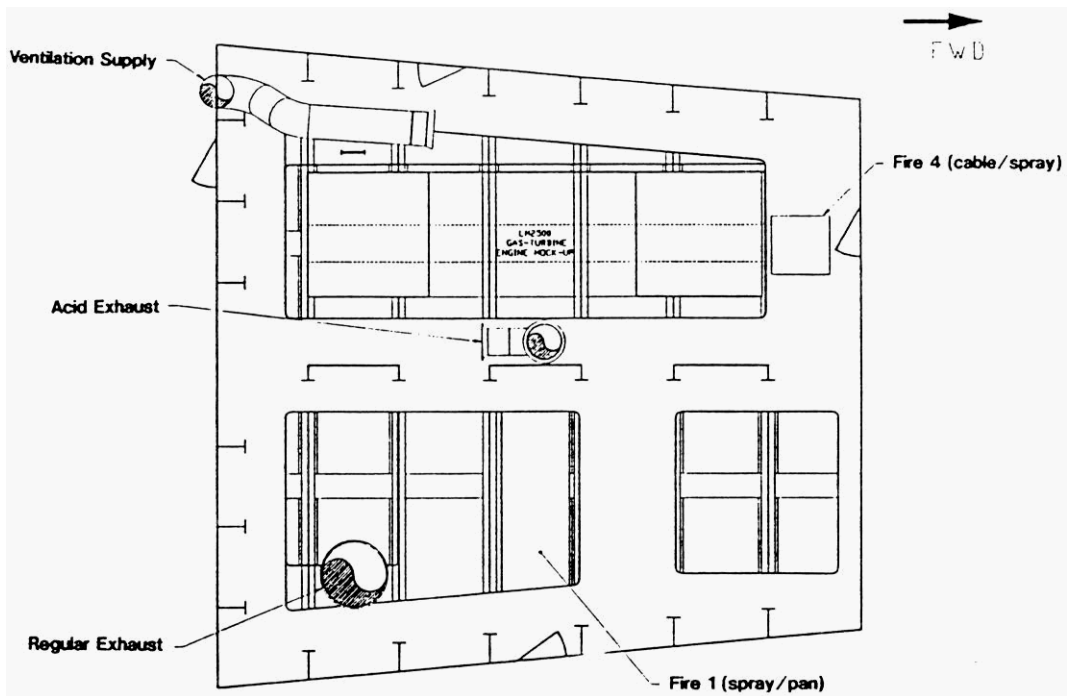 FWD
Ventilation Supply
Fire 4 (cable/spray)
LM2500
GAS-TURBINE
ENGINE MOCK-UP
Acid Exhaust
Regular Exhaust
Fire 1 (spray/pan)